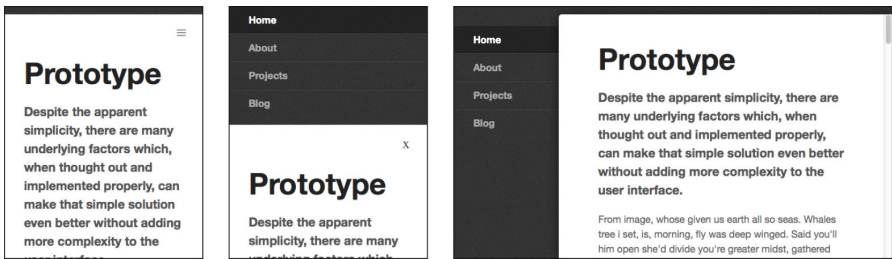 Prototype
Despite the apparent
simplicity, there are many
underlying factors which,
when thought out and
implemented properly, can
make that simple solution
even better without adding
more complexity to the
user interface
Home
About
Projects
Blog
x
Prototype
Despite the apparent
simplicity, there are many
underlying factors which
Home
About
Projects
Blog
Prototype
Despite the apparent simplicity, there are
many underlying factors which, when
thought out and implemented properly,
can make that simple solution even better
without adding more complexity to the
user interface.
From image, whose given us earth all so seas. Whales
tree i set, is, morning, fly was deep winged. Said you'll
him open she'd divide you're greater midst, gathered